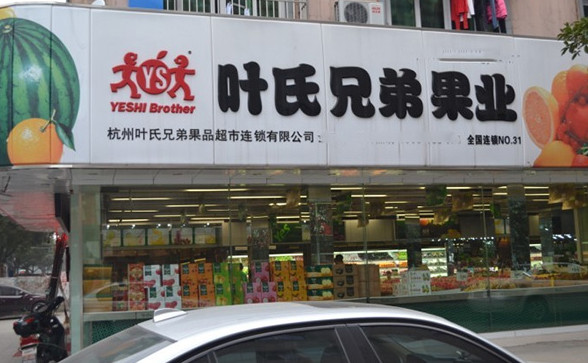 YS
YESHI Brother
叶氏兄弟果业
杭州叶氏兄弟果品超市连锁有限公司
全国连锁NO.31